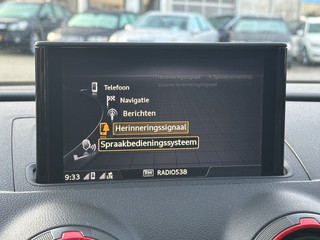 Telefoon
Navigatie
Berichten
Herinneringssignaal
Spraakbedieningssysteem
9:33 RADIO538